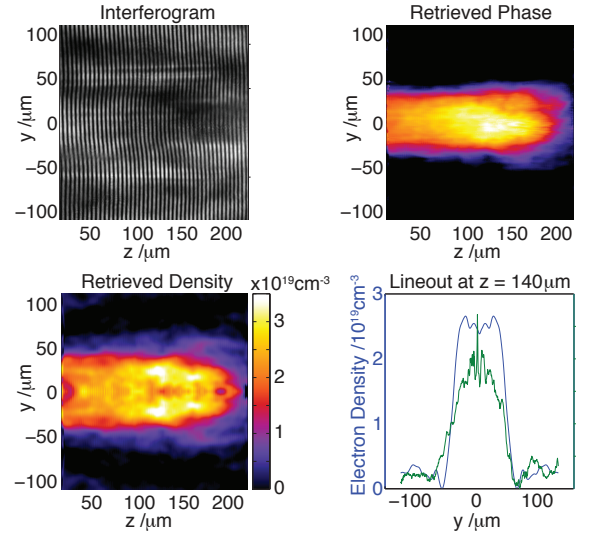 Interferogram
y /μm
100
50
0
−50
−100
50 100 150 200
z /μm
Retrieved Phase
y /μm
100
50
0
−50
−100
50 100 150 200
z /μm
Retrieved Density
x10¹⁹cm⁻³
y /μm
100
50
0
−50
−100
50 100 150 200
z /μm
3
2
1
0
Lineout at z = 140μm
Electron Density /10¹⁹cm⁻³
3
2
1
0
−100 0 100
y /μm